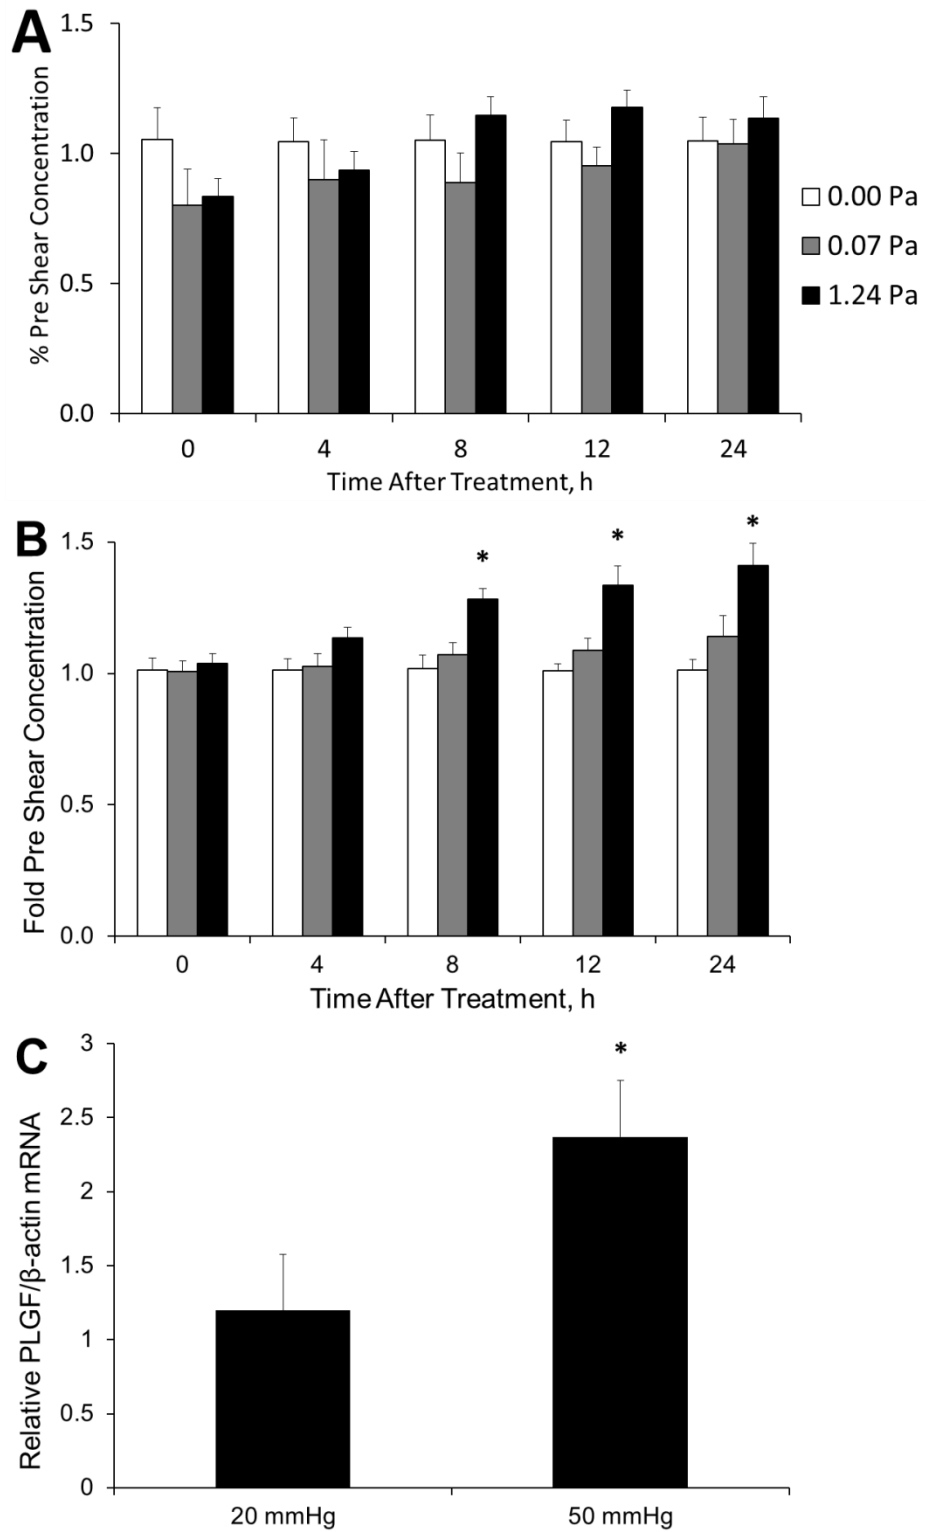 A
1.5
1.0
0.5
0.0
% Pre Shear Concentration
0 4 8 12 24
Time After Treatment, h
0.00 Pa
0.07 Pa
1.24 Pa
B
1.5
1.0
0.5
0.0
Fold Pre Shear Concentration
* * *
0 4 8 12 24
Time After Treatment, h
C
3
2.5
2
1.5
1
0.5
0
Relative PLGF/β-actin mRNA
*
20 mmHg 50 mmHg